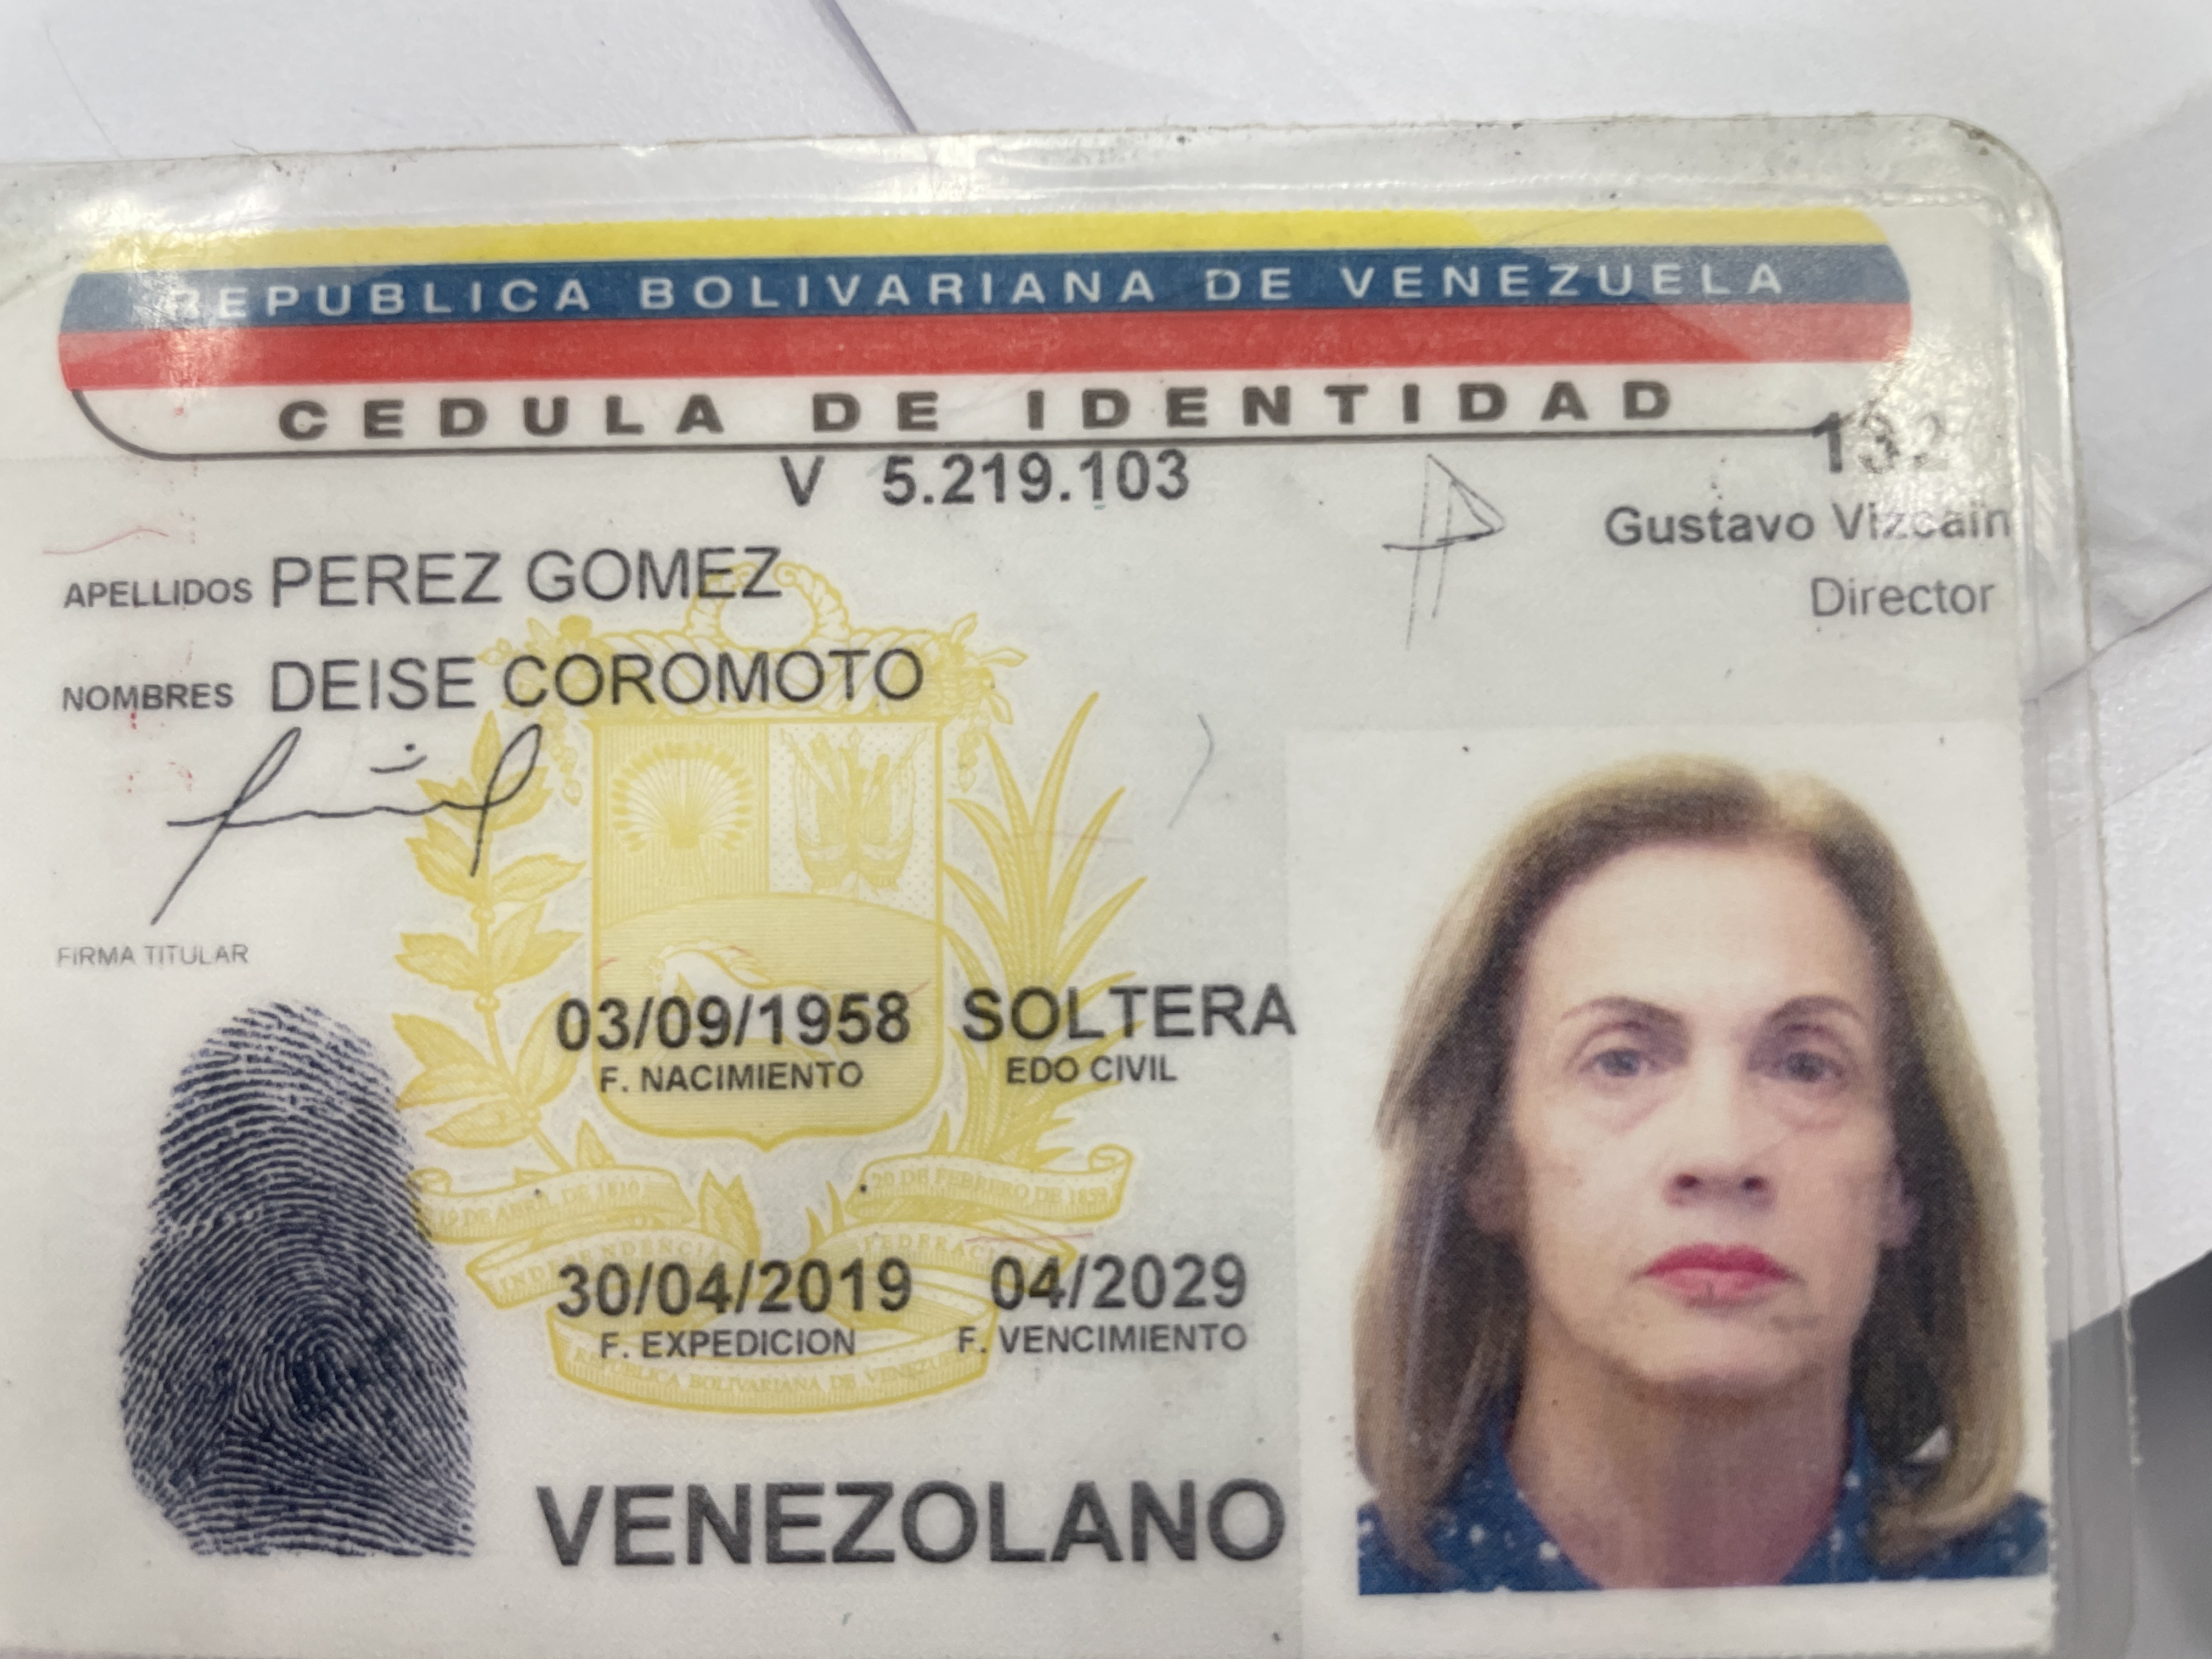 REPUBLICA BOLIVARIANA DE VENEZUELA
CEDULA DE IDENTIDAD
V 5.219.103
APELLIDOS PEREZ GOMEZ
Gustavo Vizcain
Director
NOMBRES DEISE COROMOTO
FIRMA TITULAR
03/09/1958 SOLTERA
F. NACIMIENTO EDO CIVIL
30/04/2019 04/2029
F. EXPEDICION F. VENCIMIENTO
VENEZOLANO